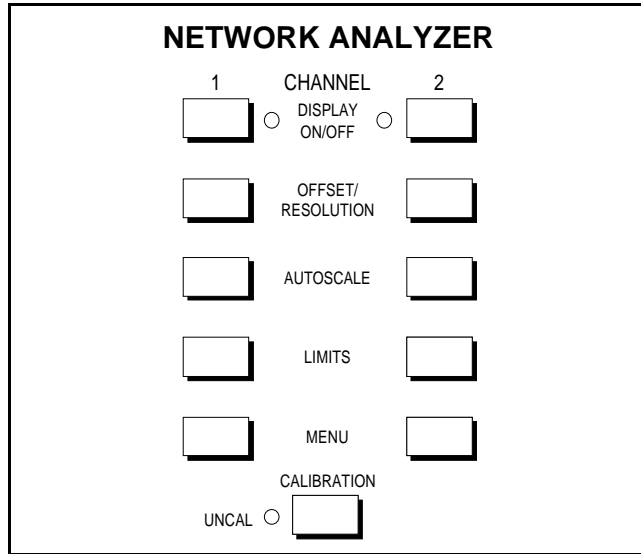 NETWORK ANALYZER
1 CHANNEL 2
DISPLAY
ON/OFF
OFFSET/
RESOLUTION
AUTOSCALE
LIMITS
MENU
CALIBRATION
UNCAL